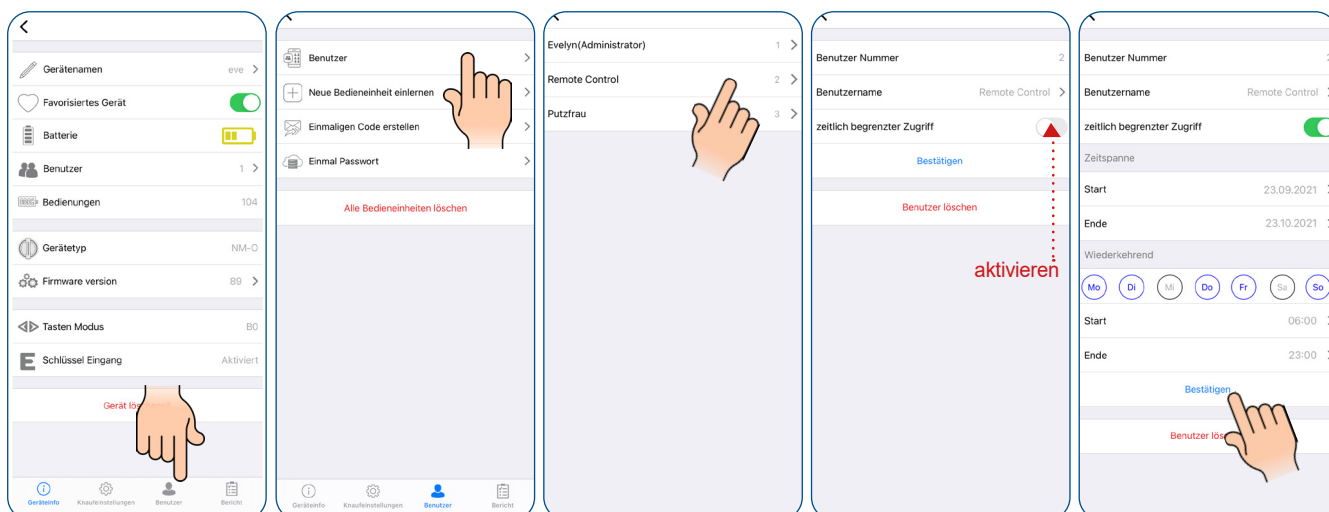 Gerätenamen eve
Favorisiertes Gerät
Batterie
Benutzer 1
Bedienungen 104
Gerätetyp NM-O
Firmware version 89
Tasten Modus B0
E Schlüssel Eingang Aktiviert
Gerät
Geräteinfo Knaufeinstellungen Benutzer Bericht
Benutzer
Neue Bedieneinheit einlernen
Einmaligen Code erstellen
Einmal Passwort
Alle Bedieneinheiten löschen
Geräteinfo Knaufeinstellungen Benutzer Bericht
Evelyn(Administrator) 1
Remote Control 2
Putzfrau 3
Benutzer Nummer 2
Benutzername Remote Control
zeitlich begrenzter Zugriff
Bestätigen
Benutzer löschen
aktivieren
Benutzer Nummer
Benutzername Remote Control
zeitlich begrenzter Zugriff
Zeitspanne
Start 23.09.2021
Ende 23.10.2021
Wiederkehrend
Mo Di Mi Do Fr Sa So
Start 06:00
Ende 23:00
Bestätigen
Benutzer